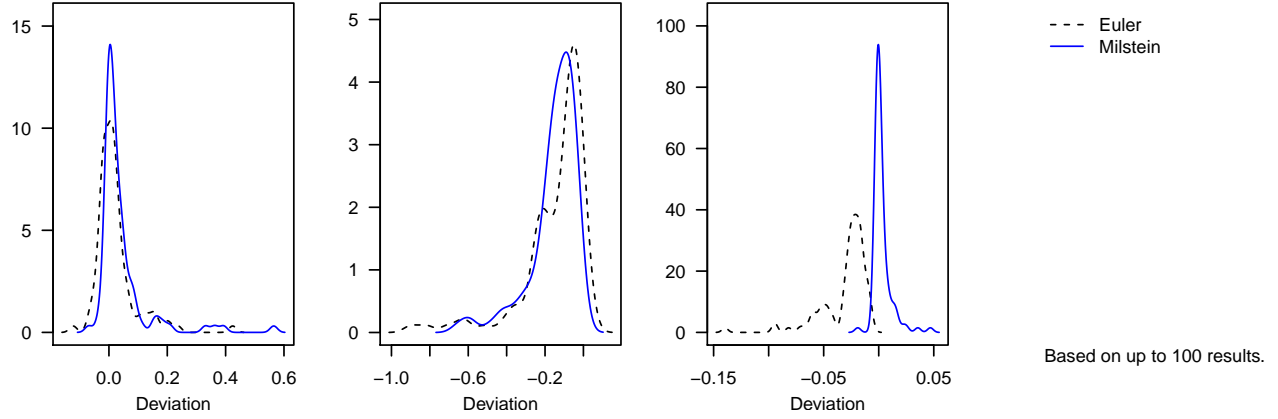 15
10
5
0
0.0 0.2 0.4 0.6
Deviation
5
4
3
2
1
0
−1.0 −0.6 −0.2
Deviation
100
80
60
40
20
0
−0.15 −0.05 0.05
Deviation
Euler
Milstein
Based on up to 100 results.